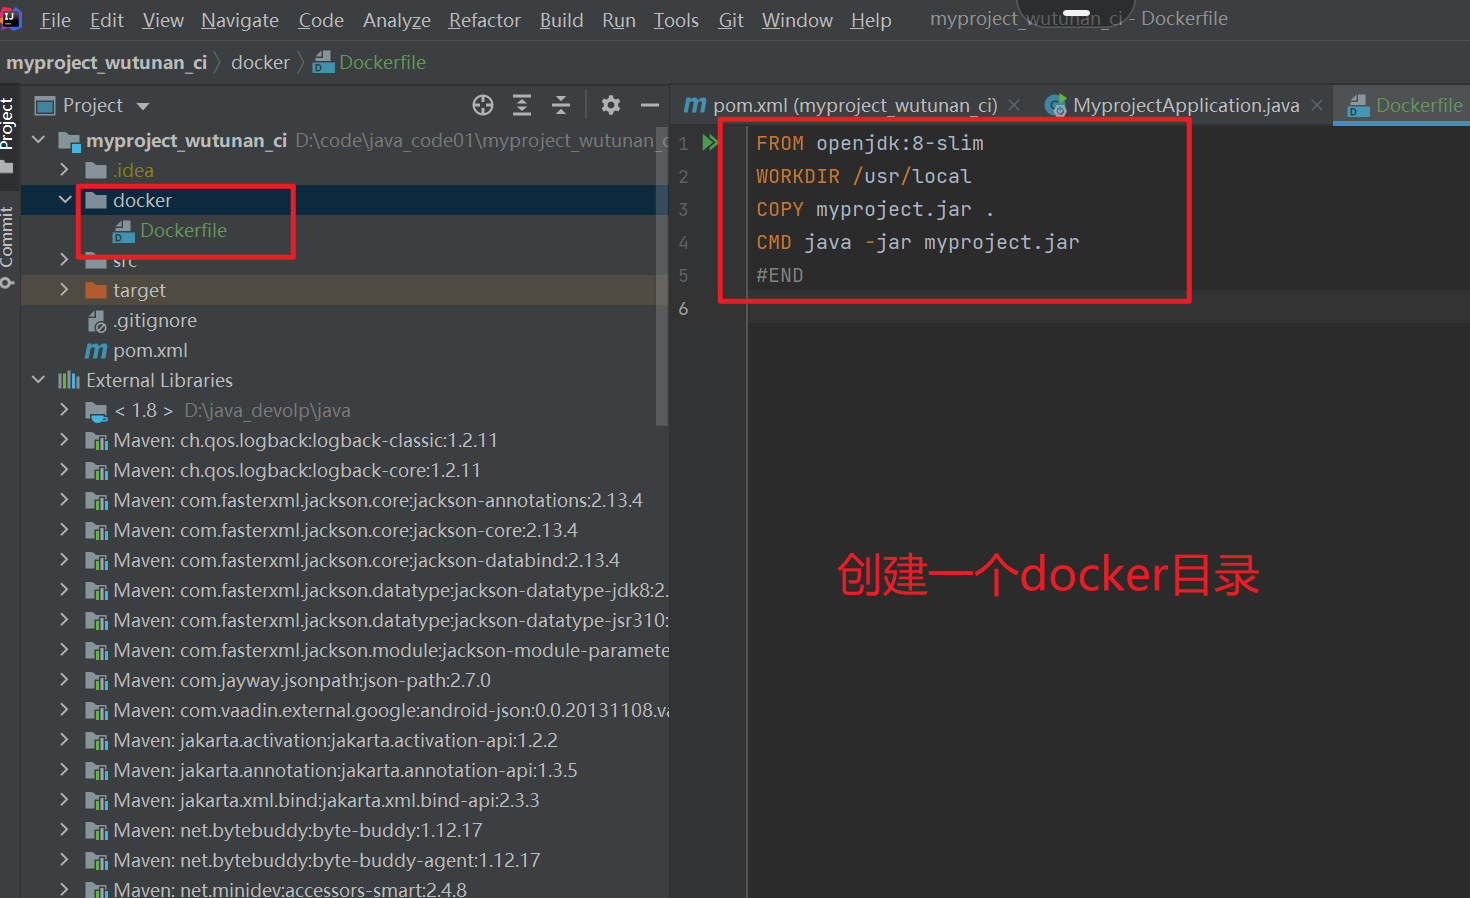 File Edit View Navigate Code Analyze Refactor Build Run Tools Git Window Help myproject_wutunan_ci - Dockerfile
myproject_wutunan_ci docker Dockerfile
Project
pom.xml (myproject_wutunan_ci) MyprojectApplication.java Dockerfile
Project
Commit
myproject_wutunan_ci D:\code\java_code01\myproject_wutunan_c
.idea
docker
Dockerfile
src
target
.gitignore
pom.xml
External Libraries
< 1.8 > D:\java_devolp\java
Maven: ch.qos.logback:logback-classic:1.2.11
Maven: ch.qos.logback:logback-core:1.2.11
Maven: com.fasterxml.jackson.core:jackson-annotations:2.13.4
Maven: com.fasterxml.jackson.core:jackson-core:2.13.4
Maven: com.fasterxml.jackson.core:jackson-databind:2.13.4
Maven: com.fasterxml.jackson.datatype:jackson-datatype-jdk8:2.
Maven: com.fasterxml.jackson.datatype:jackson-datatype-jsr310:
Maven: com.fasterxml.jackson.module:jackson-module-paramete
Maven: com.jayway.jsonpath:json-path:2.7.0
Maven: com.vaadin.external.google:android-json:0.0.20131108.va
Maven: jakarta.activation:jakarta.activation-api:1.2.2
Maven: jakarta.annotation:jakarta.annotation-api:1.3.5
Maven: jakarta.xml.bind:jakarta.xml.bind-api:2.3.3
Maven: net.bytebuddy:byte-buddy:1.12.17
Maven: net.bytebuddy:byte-buddy-agent:1.12.17
Maven: net.minidev:accessors-smart:2.4.8
1 FROM openjdk:8-slim
2 WORKDIR /usr/local
3 COPY myproject.jar .
4 CMD java -jar myproject.jar
5 #END
6
创建一个docker目录